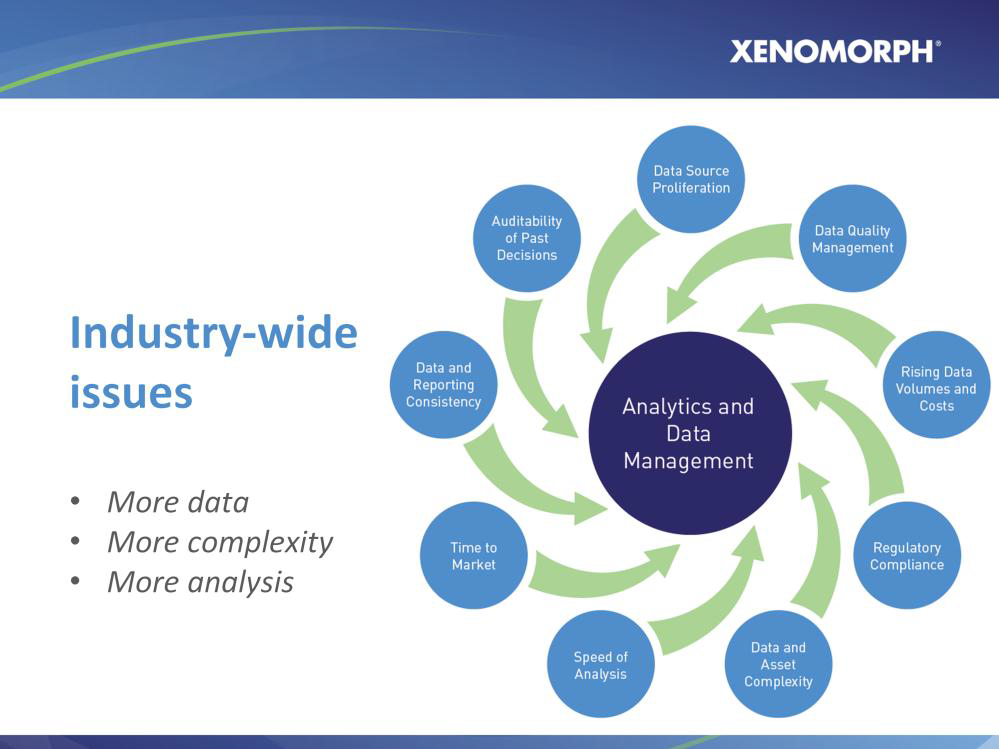 XENOMORPH®
Industry-wide
issues
• More data
• More complexity
• More analysis
Data Source
Proliferation
Data Quality
Management
Rising Data
Volumes and
Costs
Regulatory
Compliance
Data and
Asset
Complexity
Speed of
Analysis
Time to
Market
Data and
Reporting
Consistency
Auditability
of Past
Decisions
Analytics and
Data
Management